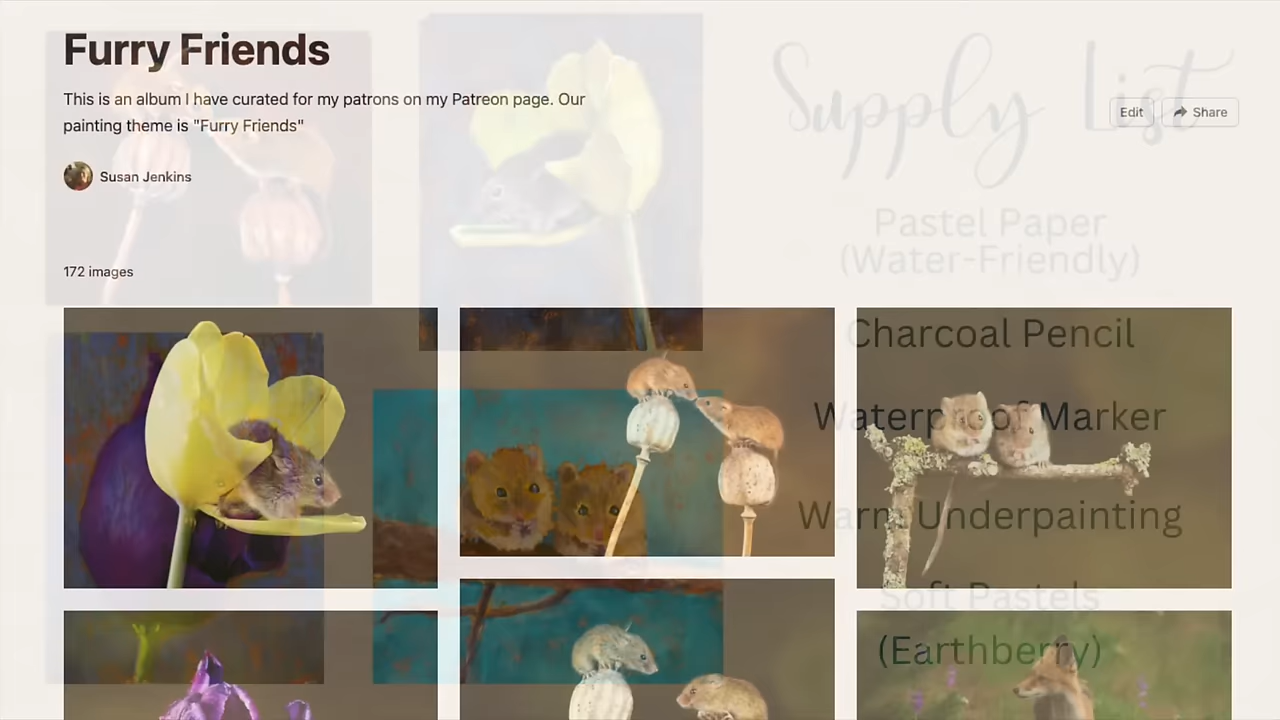 Furry Friends
This is an album I have curated for my patrons on my Patreon page. Our
painting theme is "Furry Friends"
Susan Jenkins
172 images
Edit
Share
Supply List
Pastel Paper
(Water-Friendly)
Charcoal Pencil
Waterproof Marker
Warm Underpainting
Soft Pastels
(Earthberry)